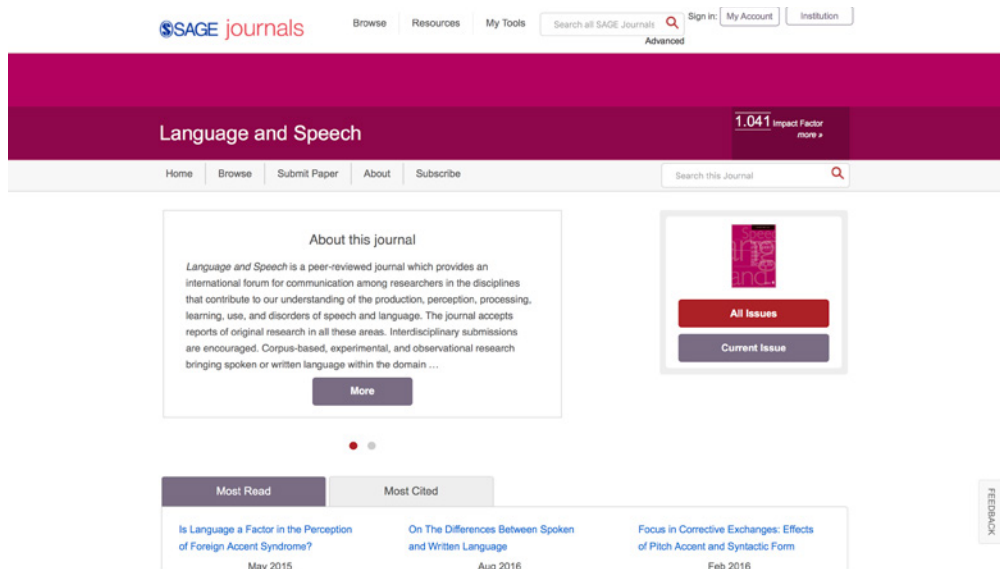 SAGE journals
Browse
Resources
My Tools
Search all SAGE Journals
Sign in:
My Account
Institution
Advanced
Language and Speech
1.041 Impact Factor
more »
Home
Browse
Submit Paper
About
Subscribe
Search this Journal
About this journal
Language and Speech is a peer-reviewed journal which provides an
international forum for communication among researchers in the disciplines
that contribute to our understanding of the production, perception, processing,
learning, use, and disorders of speech and language. The journal accepts
reports of original research in all these areas. Interdisciplinary submissions
are encouraged. Corpus-based, experimental, and observational research
bringing spoken or written language within the domain ...
More
All Issues
Current Issue
Most Read
Most Cited
Is Language a Factor in the Perception
of Foreign Accent Syndrome?
May 2015
On The Differences Between Spoken
and Written Language
Aug 2016
Focus in Corrective Exchanges: Effects
of Pitch Accent and Syntactic Form
Feb 2016
FEEDBACK